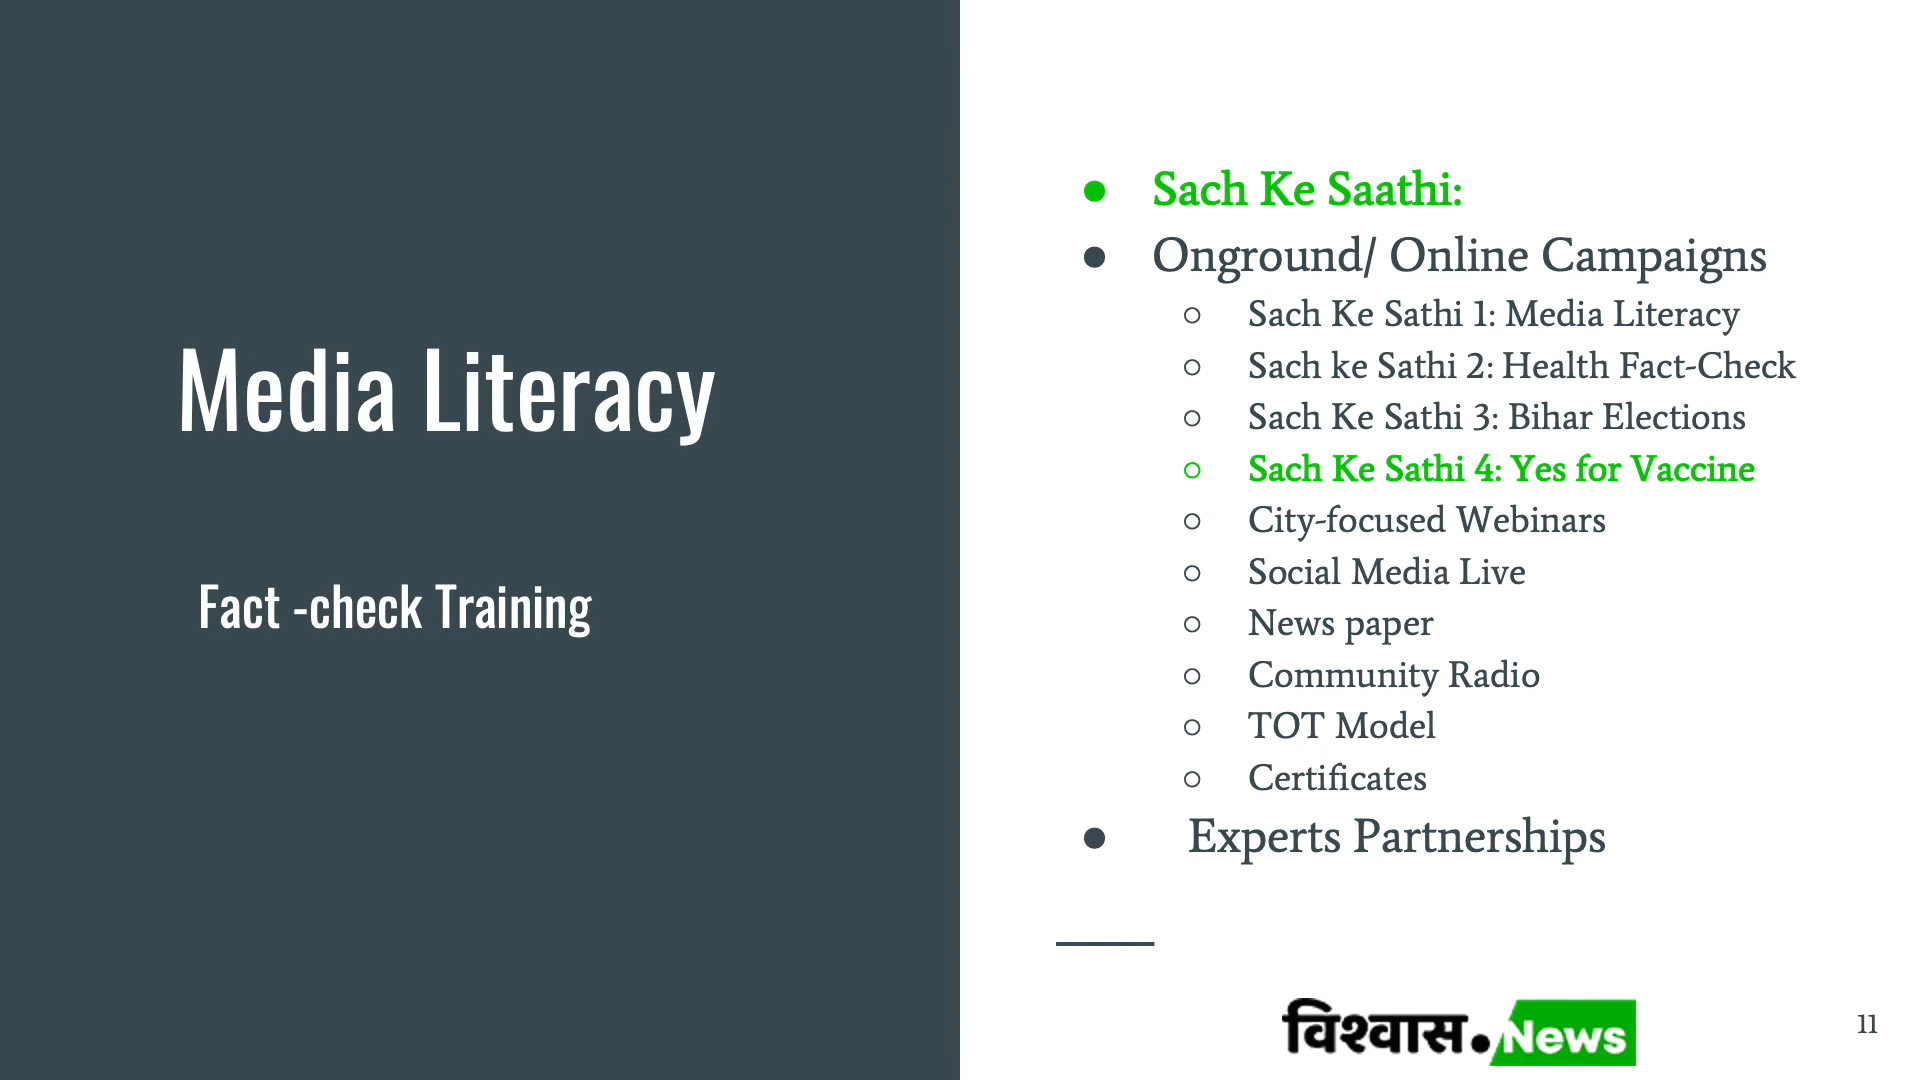 Media Literacy
Fact -check Training
● Sach Ke Saathi:
● Onground/ Online Campaigns
○ Sach Ke Sathi 1: Media Literacy
○ Sach ke Sathi 2: Health Fact-Check
○ Sach Ke Sathi 3: Bihar Elections
○ Sach Ke Sathi 4: Yes for Vaccine
○ City-focused Webinars
○ Social Media Live
○ News paper
○ Community Radio
○ TOT Model
○ Certificates
● Experts Partnerships
विश्वास.News
11